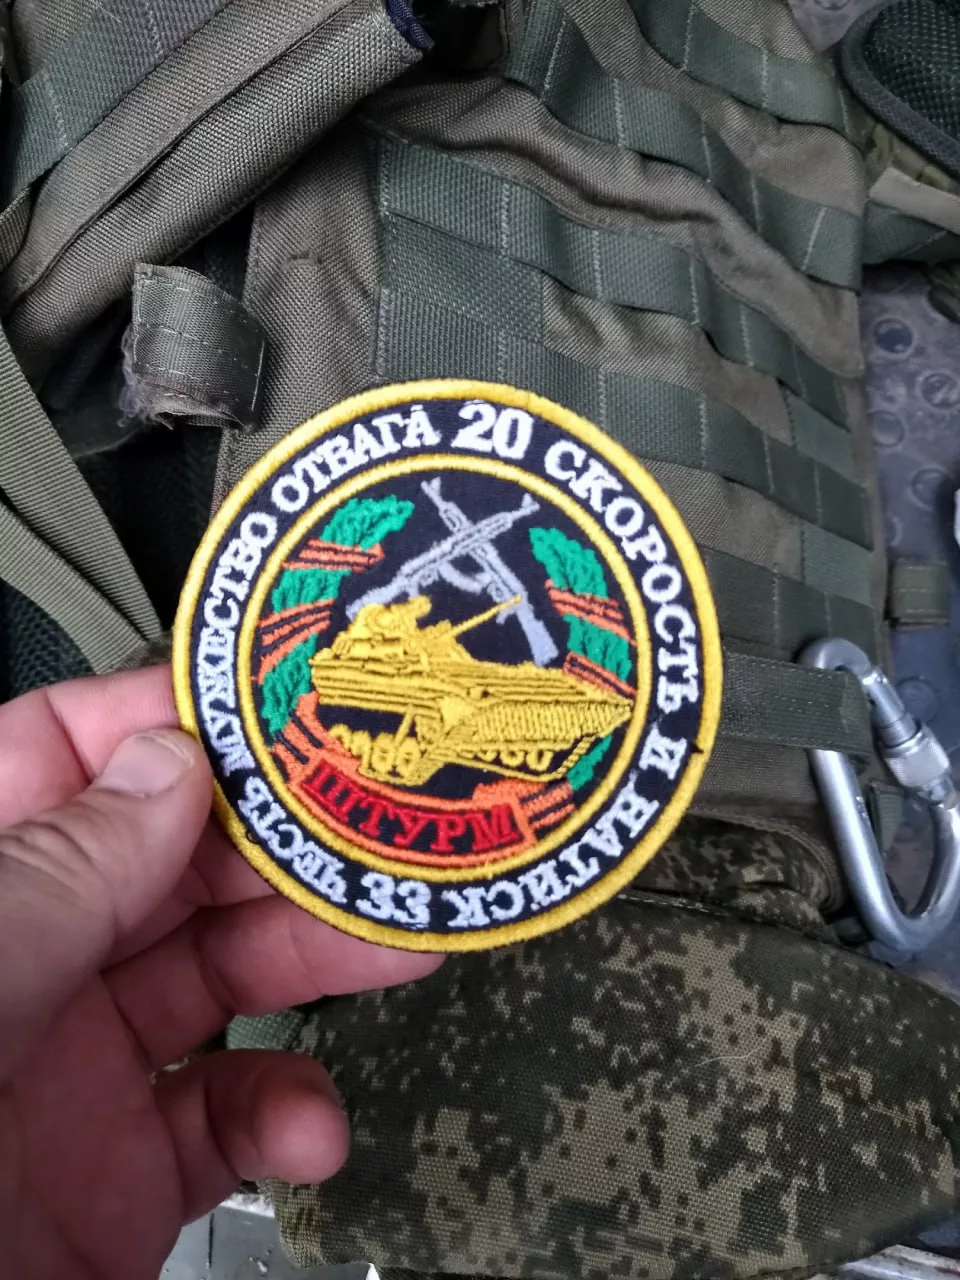 ЧЕСТЬ МУЖЕСТВО ОТВАГА 20 СКОРОСТЬ И НАТИСК 33
ШТУРМ